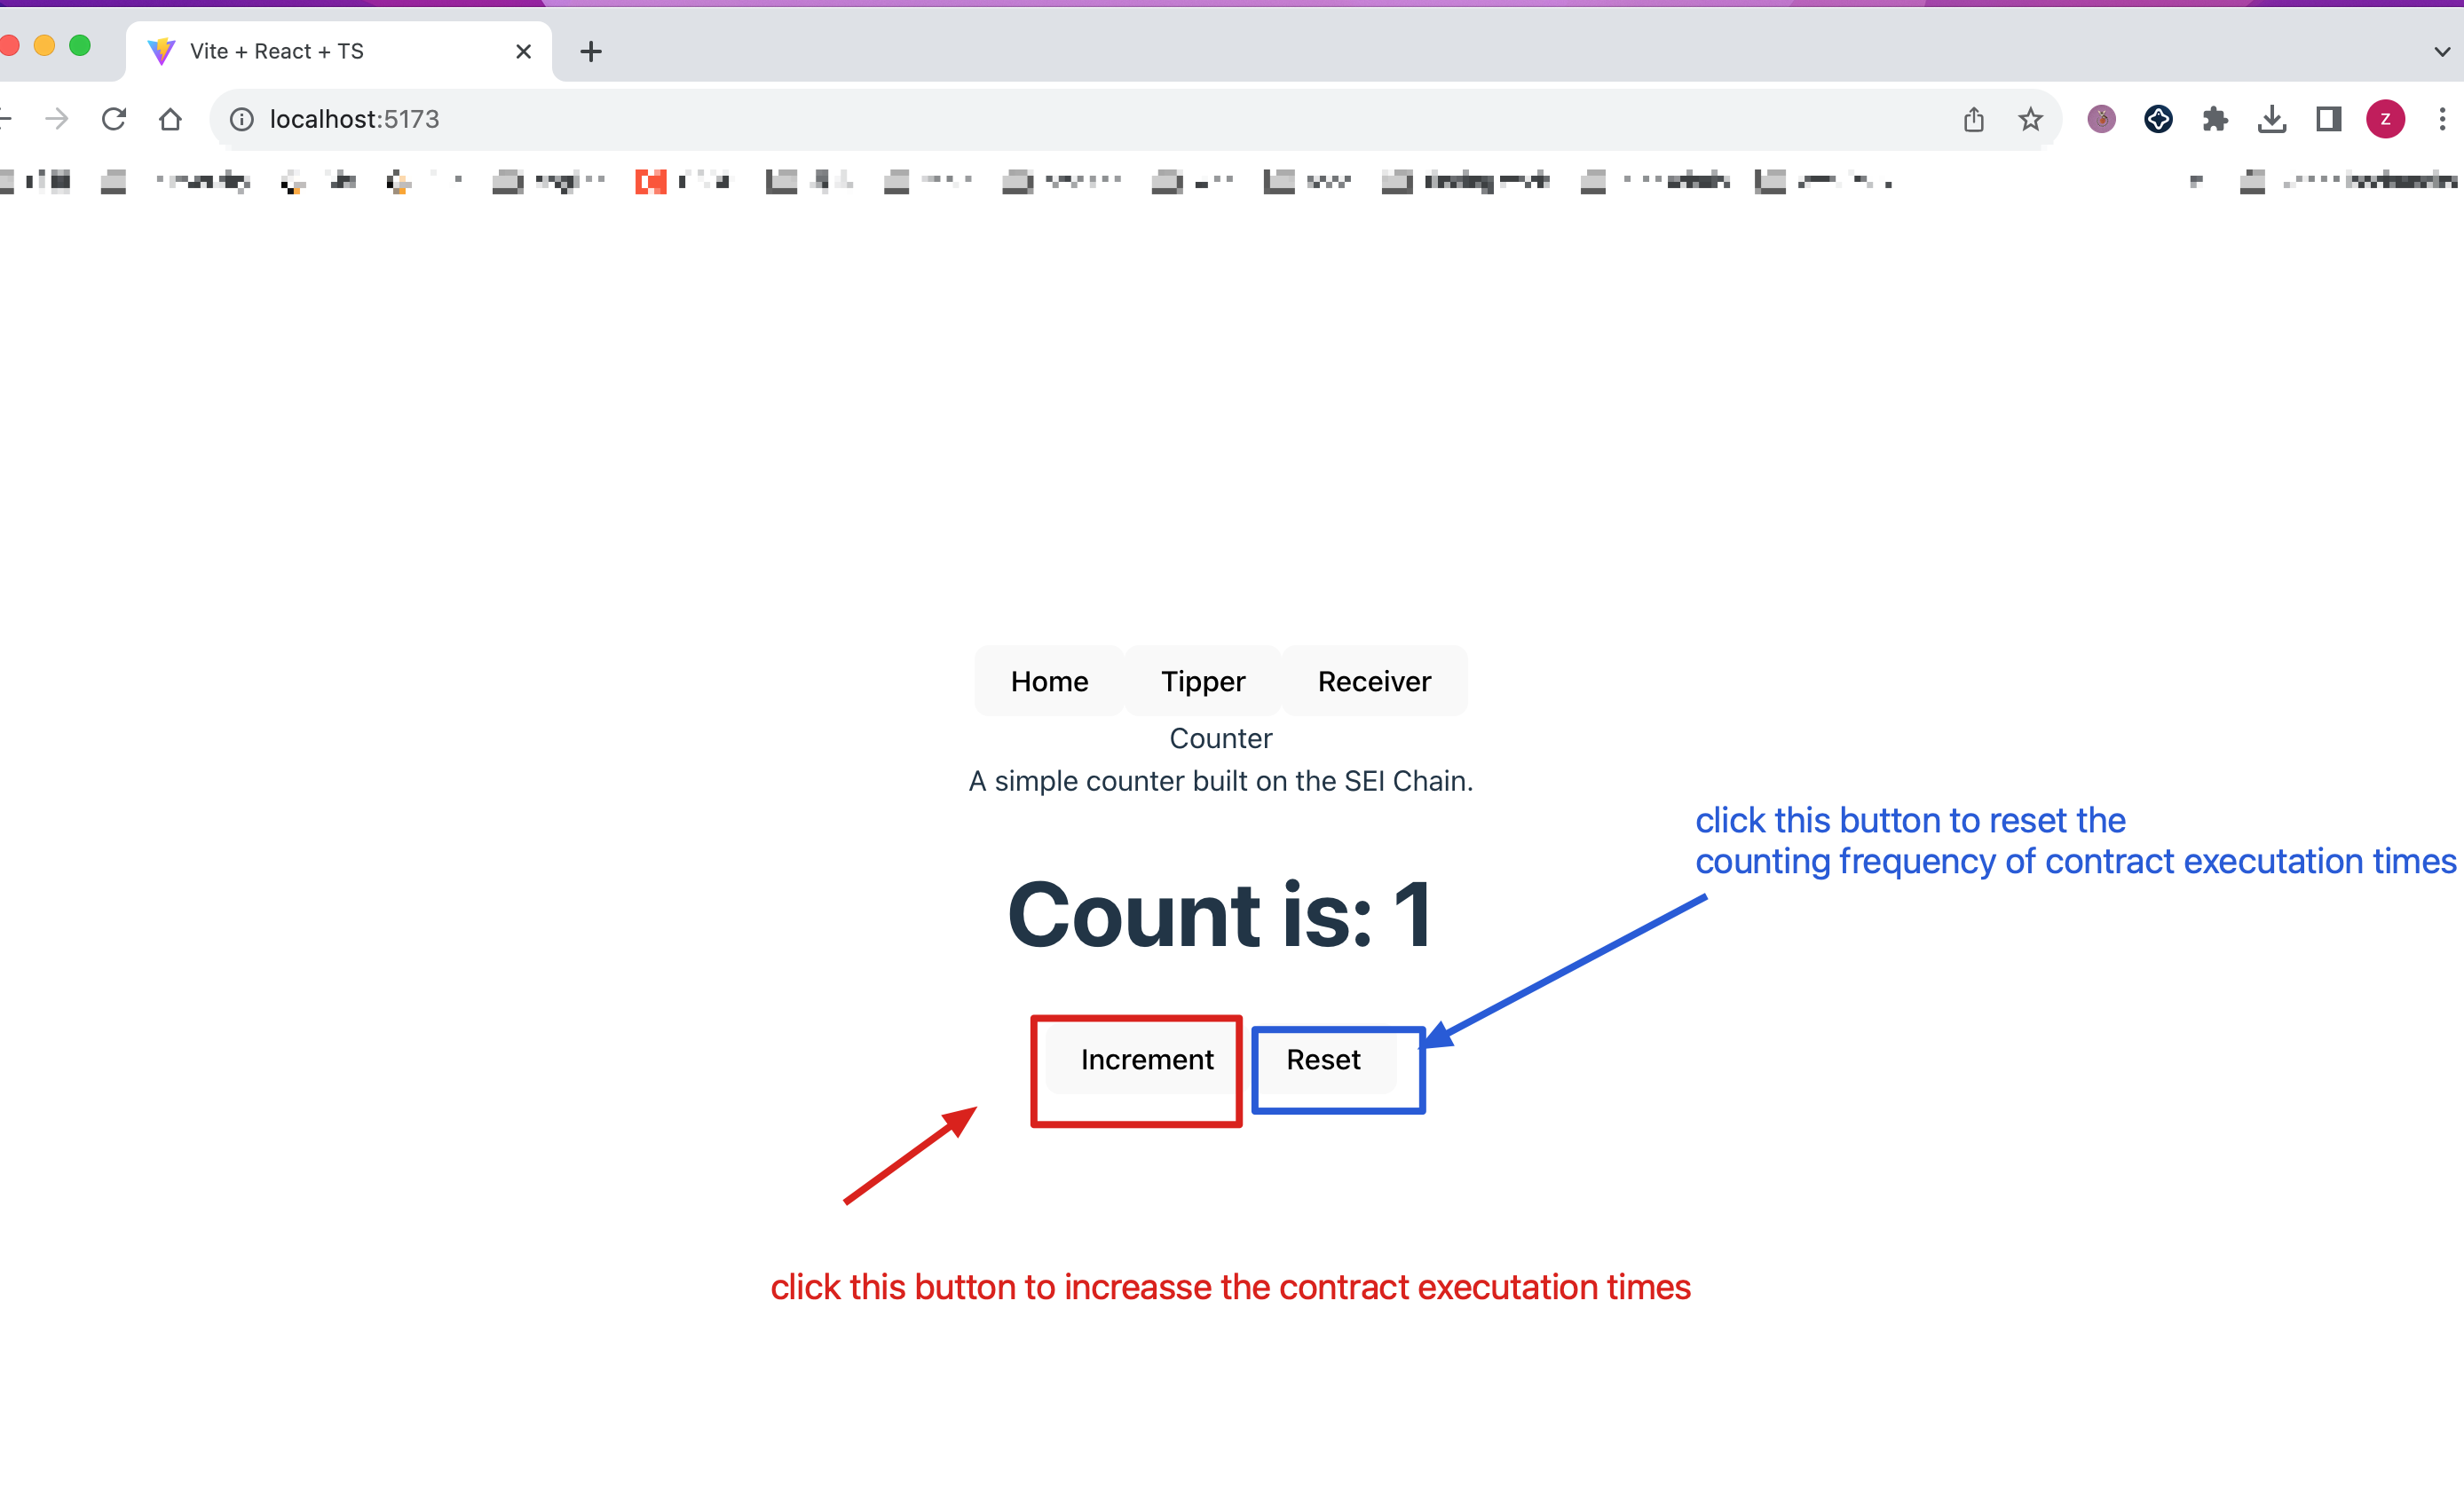 Vite + React + TS
localhost:5173
z
Home Tipper Receiver
Counter
A simple counter built on the SEI Chain.
click this button to reset the
counting frequency of contract executation times
Count is: 1
Increment Reset
click this button to increasse the contract executation times